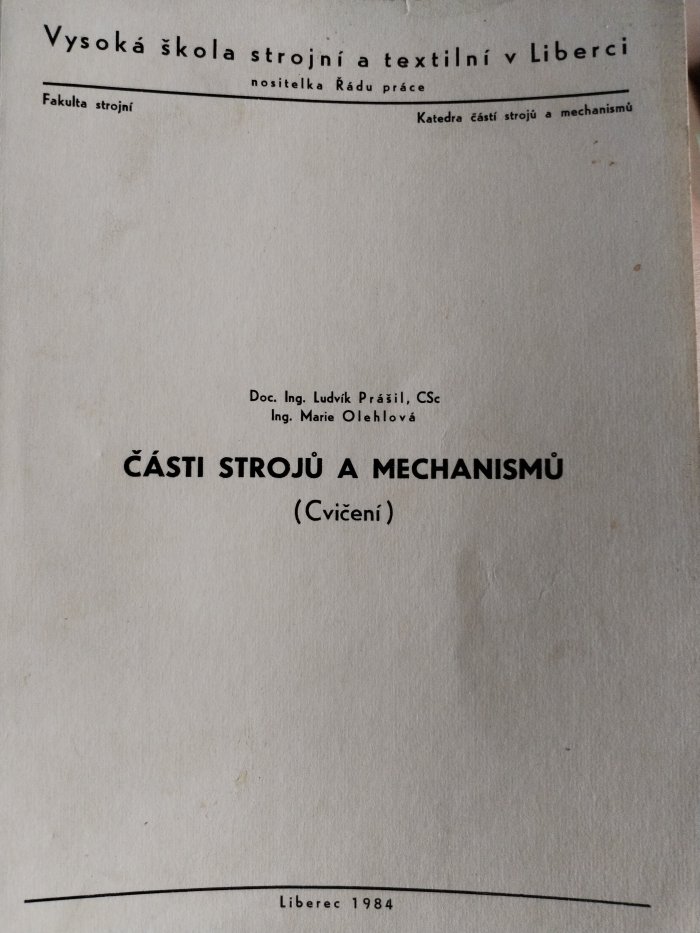 Vysoká škola strojní a textilní v Liberci
nositelka Řádu práce
Fakulta strojní
Katedra částí strojů a mechanismů
Doc. Ing. Ludvík Prášil, CSc
Ing. Marie Olehlová
ČÁSTI STROJŮ A MECHANISMŮ
(Cvičení)
Liberec 1984